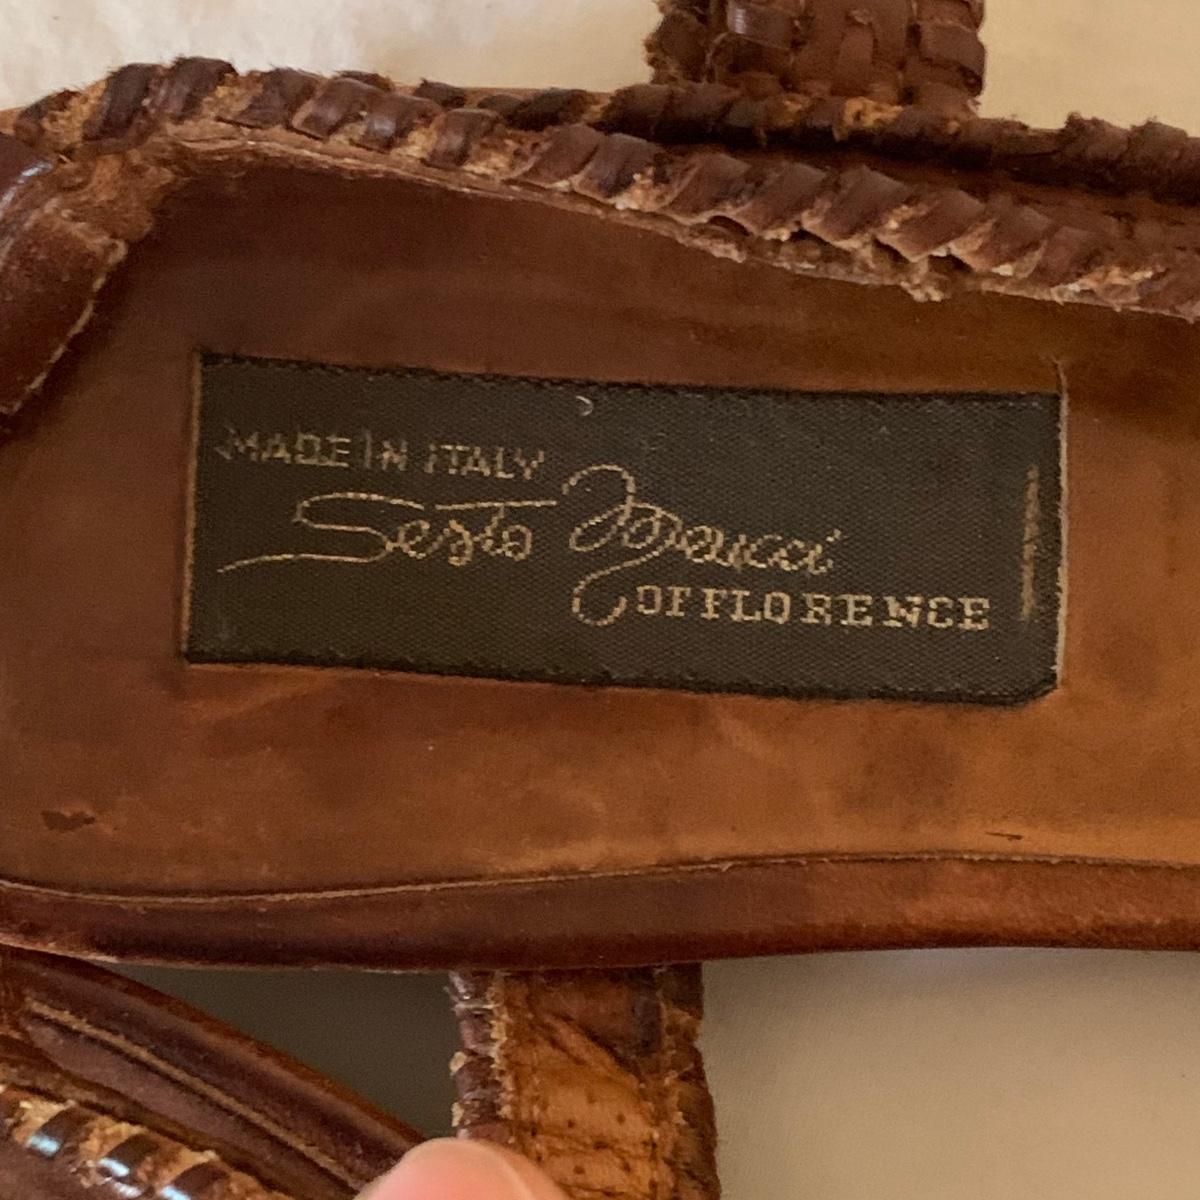 MADE IN ITALY
Sesto Meucci
OF FLORENCE